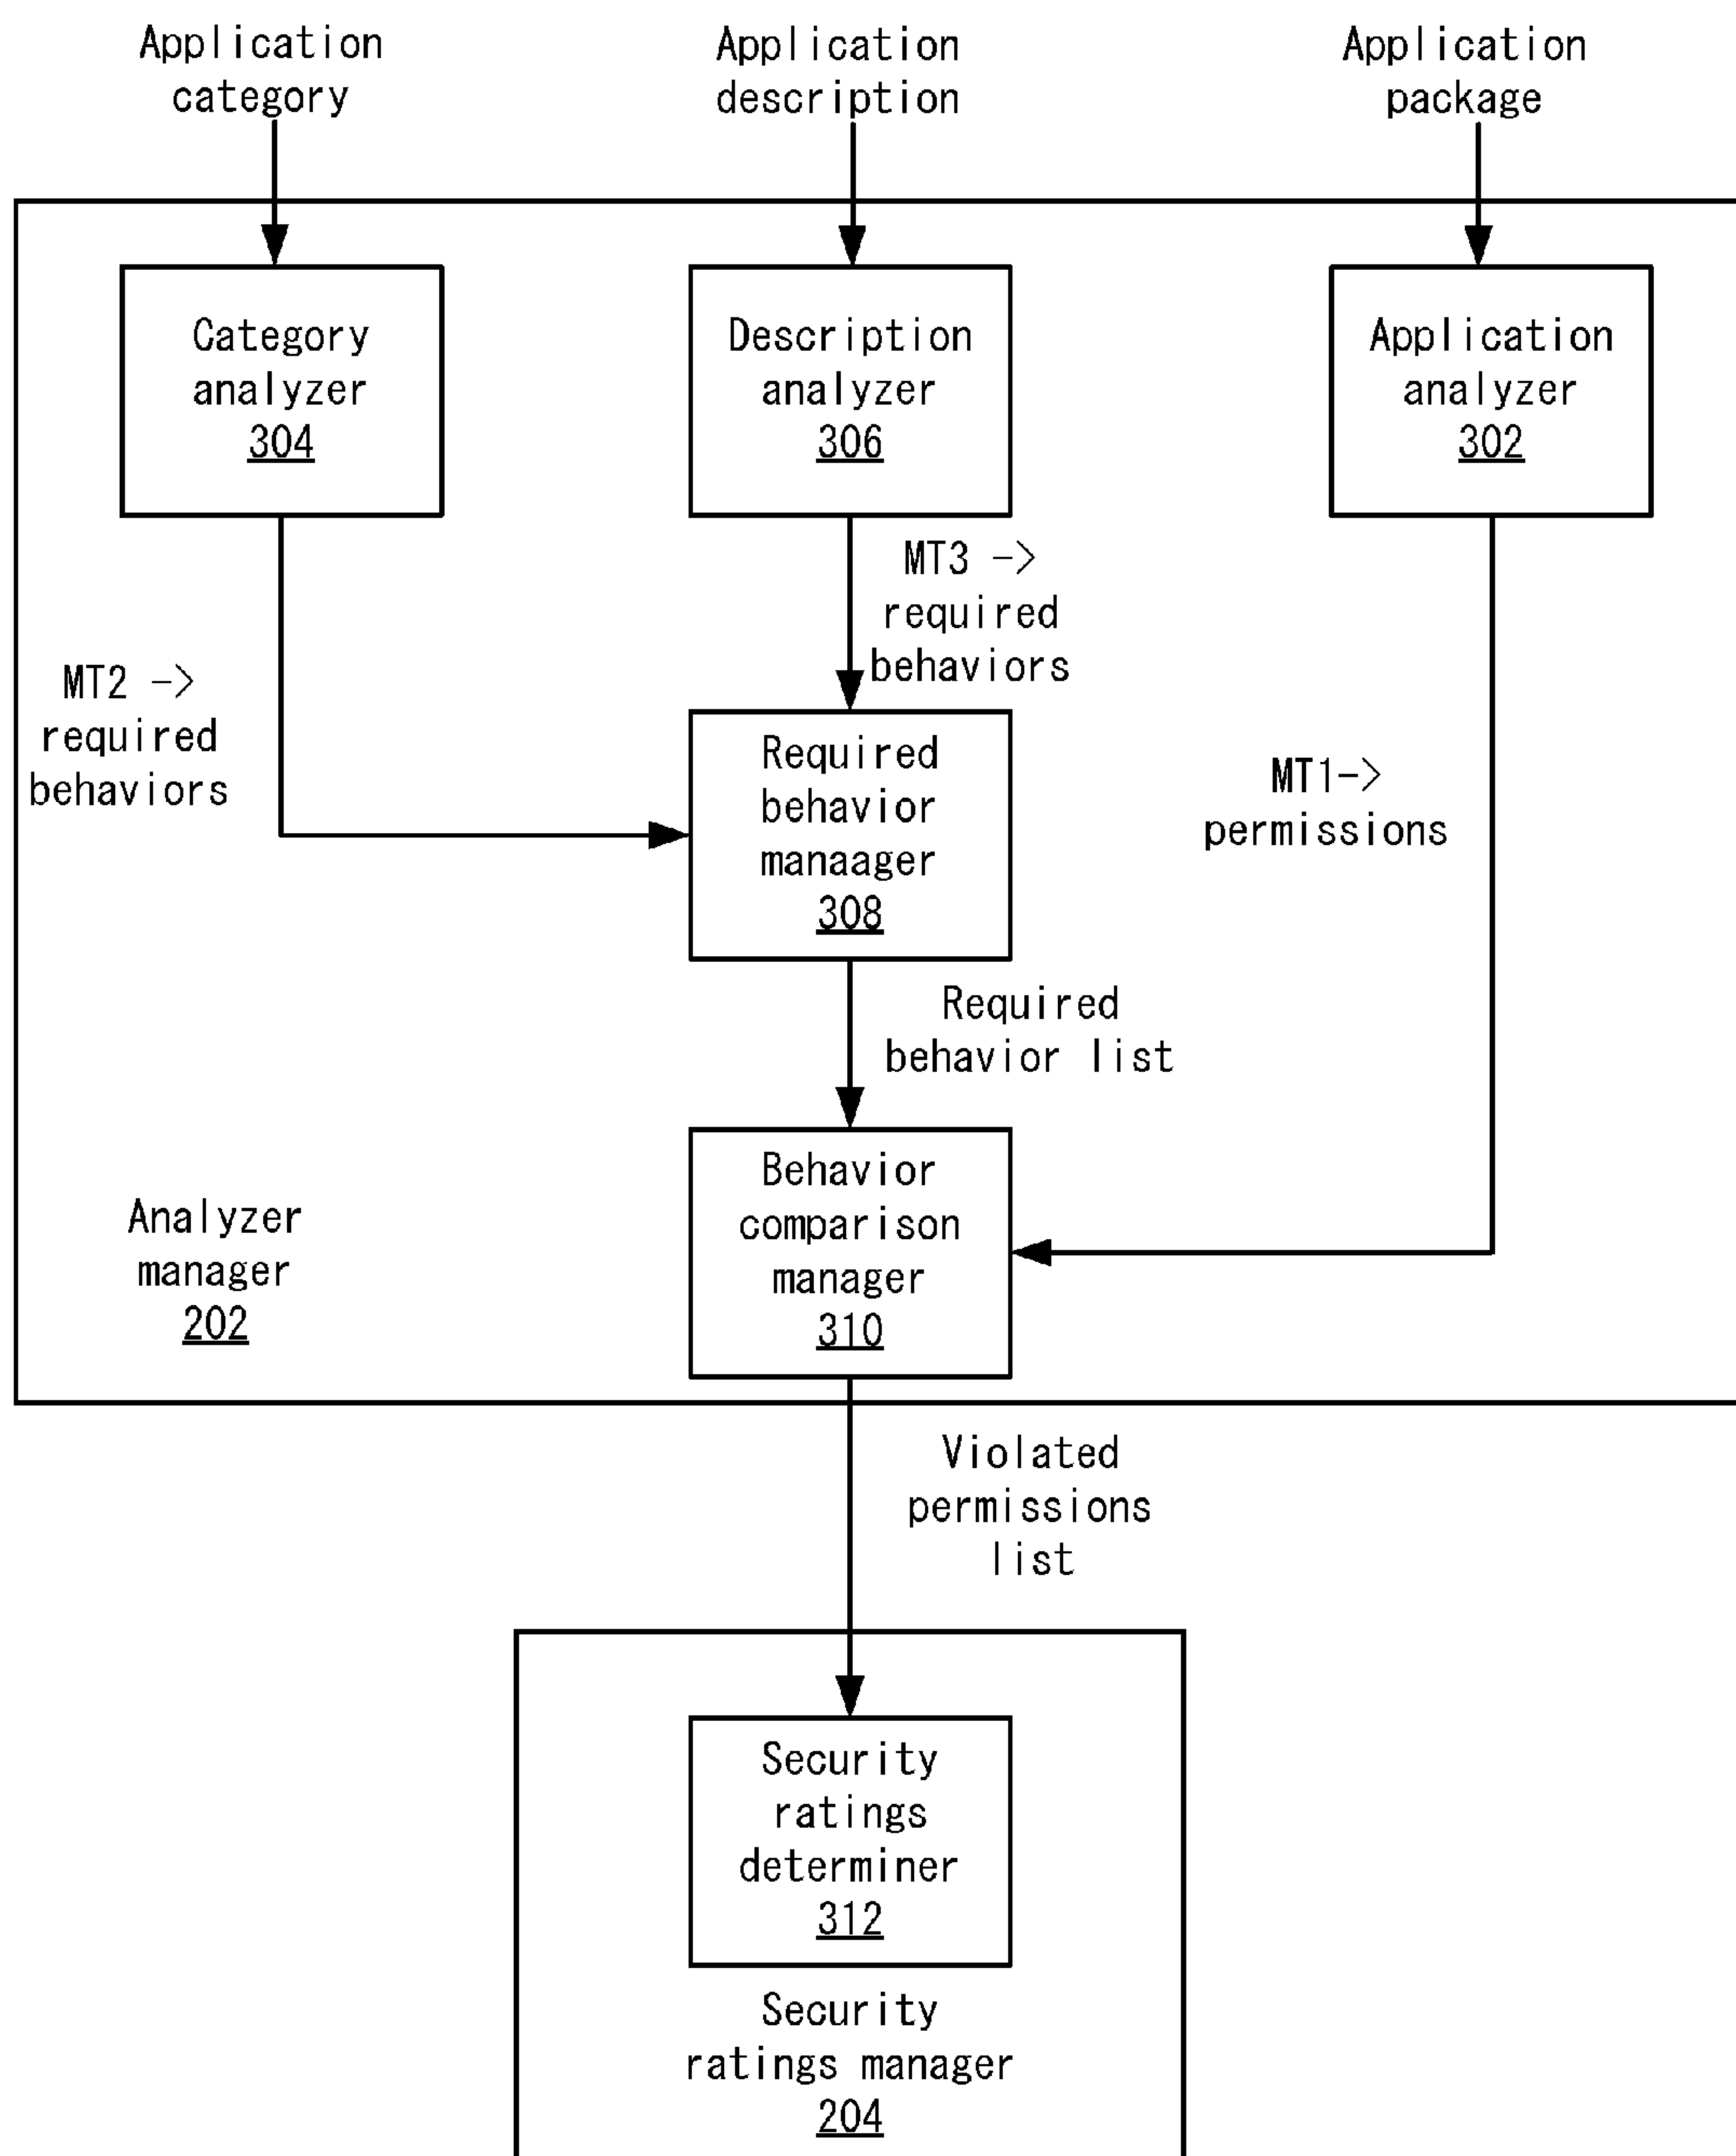 Application
category
Application
description
Application
package
Category
analyzer
304
Description
analyzer
306
Application
analyzer
302
MT3 ->
required
behaviors
MT2 ->
required
behaviors
Required
behavior
manaager
308
MT1->
permissions
Required
behavior list
Behavior
comparison
manager
310
Analyzer
manager
202
Violated
permissions
list
Security
ratings
determiner
312
Security
ratings manager
204